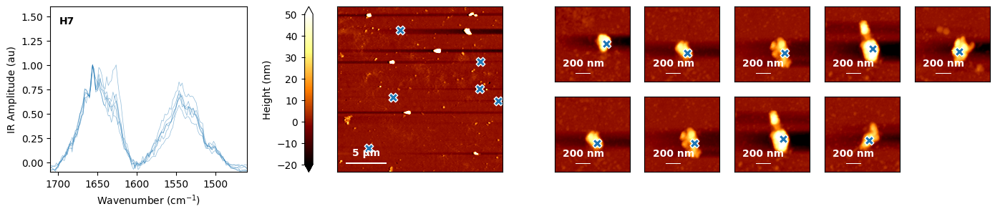 H7
IR Amplitude (au)
1.50
1.25
1.00
0.75
0.50
0.25
0.00
1700
1650
1600
1550
1500
Wavenumber (cm⁻¹)
Height (nm)
50
40
30
20
10
0
−10
−20
5 μm
200 nm
200 nm
200 nm
200 nm
200 nm
200 nm
200 nm
200 nm
200 nm